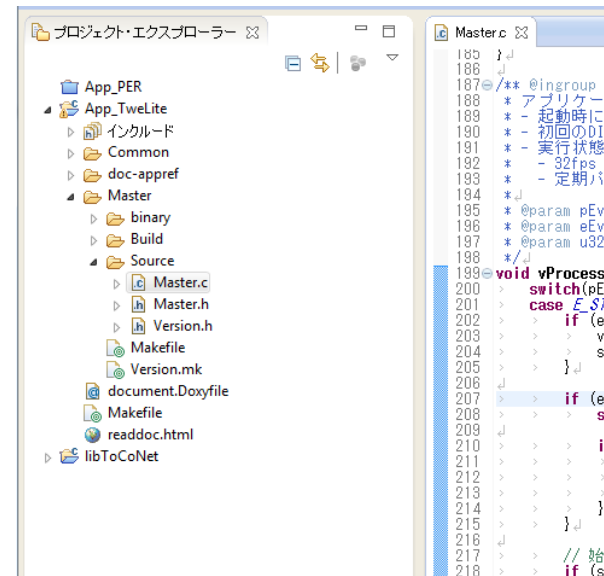 プロジェクト・エクスプローラー
App_PER
App_TweLite
インクルード
Common
doc-appref
Master
binary
Build
Source
Master.c
Master.h
Version.h
Makefile
Version.mk
document.Doxyfile
Makefile
readdoc.html
libToCoNet
Master.c
185 }
186
187 /** @ingroup
188 * アプリケー
189 * - 起動時に
190 * - 初回のDI
191 * - 実行状態
192 * - 32fps
193 * - 定期パ
194 *
195 * @param pEv
196 * @param eEv
197 * @param u32
198 */
199 void vProcess
200 switch(pE
201 case E_ST
202 if (e
203 v
204 s
205 }
206
207 if (e
208 s
209
210 i
211
212
213
214 }
215 }
216
217 // 始
218 if (s